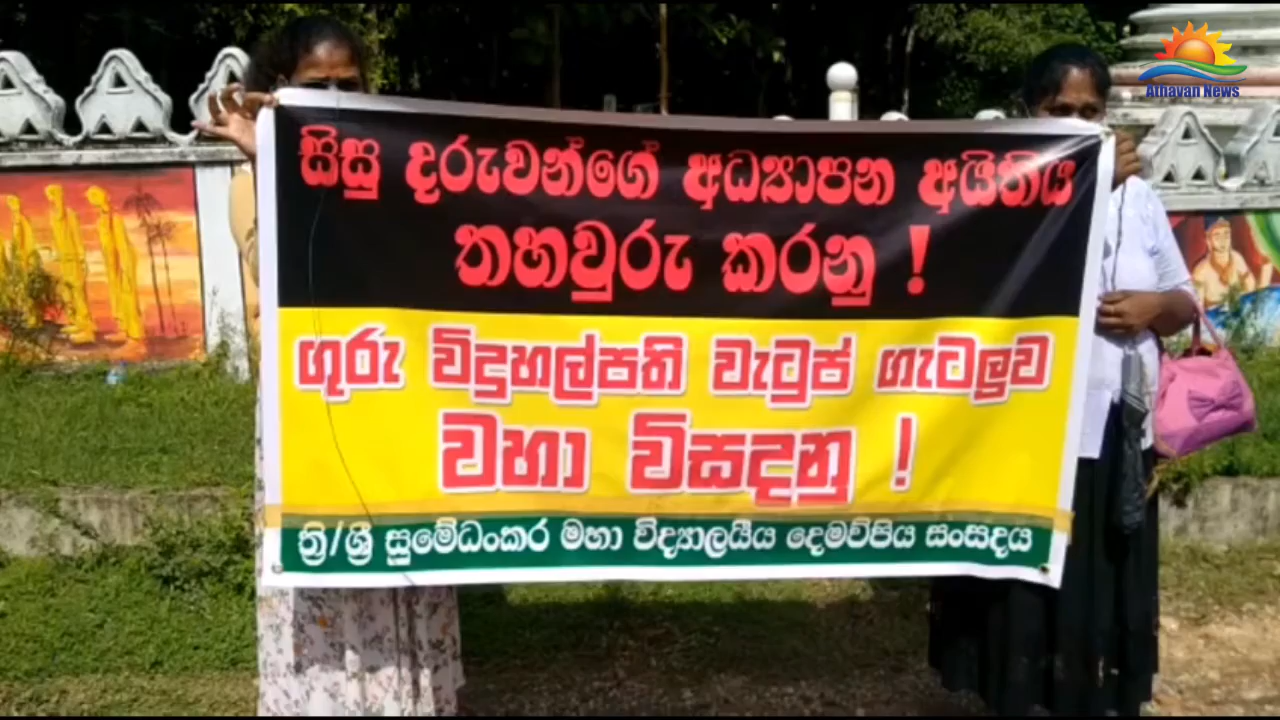 Athavan News
සිසු දරුවන්ගේ අධ්‍යාපන අයිතිය
තහවුරු කරනු !
ගුරු විදුහල්පති වැටුප් ගැටලුව
වහා විසඳනු !
ත්‍රි/ශ්‍රී සුමේධංකර මහා විද්‍යාලයීය දෙමව්පිය සංසදය